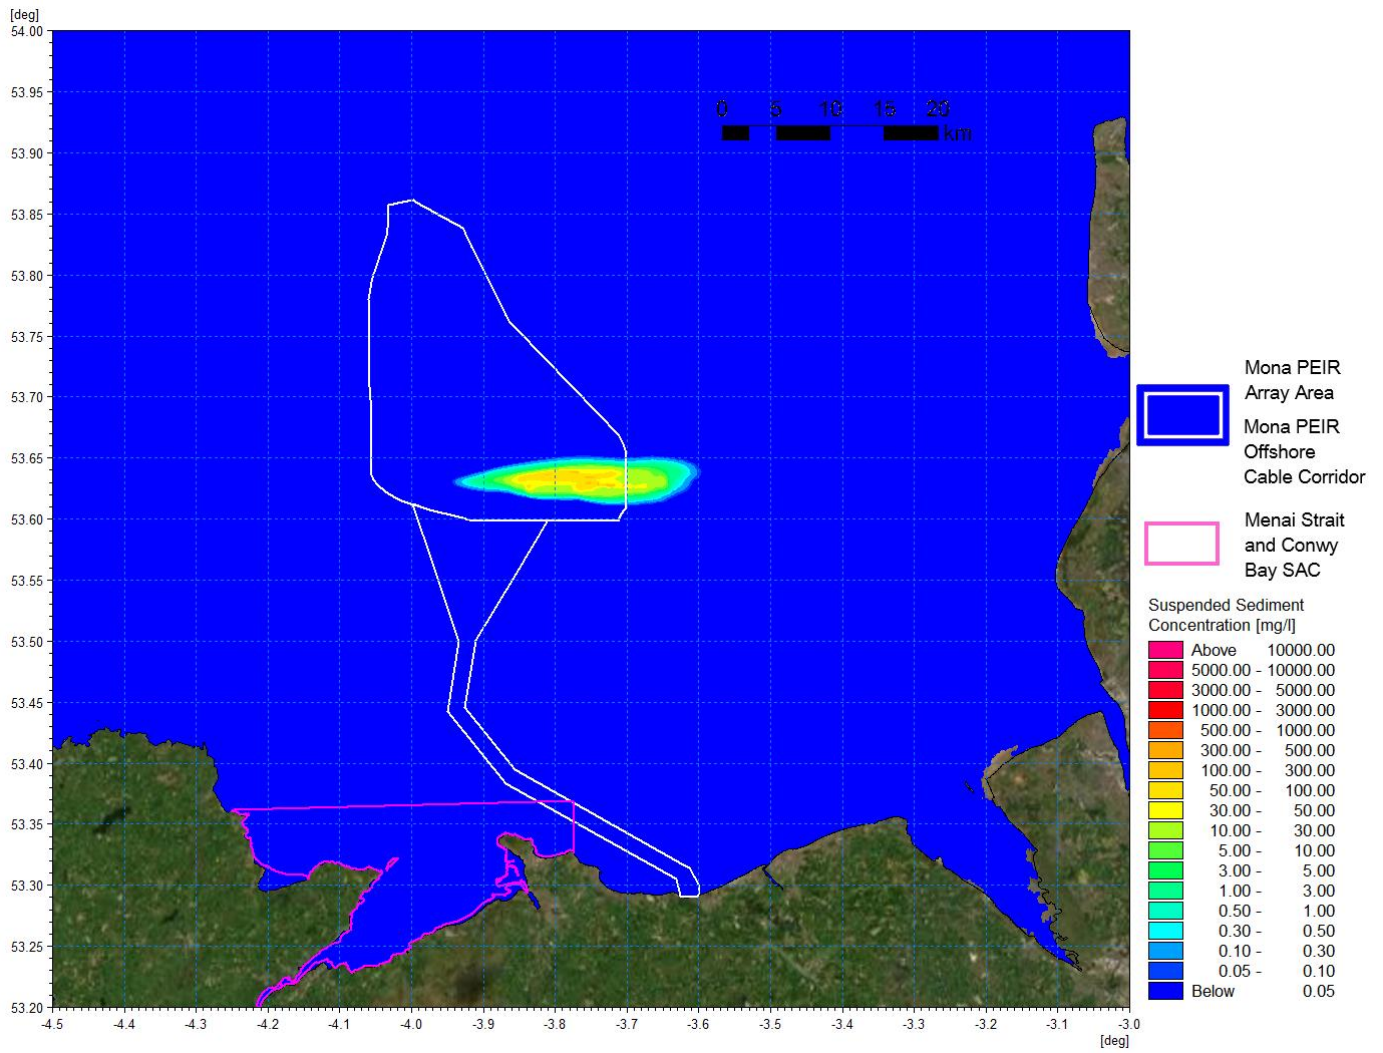 [deg]
54.00
53.95
53.90
53.85
53.80
53.75
53.70
53.65
53.60
53.55
53.50
53.45
53.40
53.35
53.30
53.25
53.20
-4.5 -4.4 -4.3 -4.2 -4.1 -4.0 -3.9 -3.8 -3.7 -3.6 -3.5 -3.4 -3.3 -3.2 -3.1 -3.0
[deg]
0 5 10 15 20
km
Mona PEIR
Array Area
Mona PEIR
Offshore
Cable Corridor
Menai Strait
and Conwy
Bay SAC
Suspended Sediment
Concentration [mg/l]
Above 10000.00
5000.00 - 10000.00
3000.00 - 5000.00
1000.00 - 3000.00
500.00 - 1000.00
300.00 - 500.00
100.00 - 300.00
50.00 - 100.00
30.00 - 50.00
10.00 - 30.00
5.00 - 10.00
3.00 - 5.00
1.00 - 3.00
0.50 - 1.00
0.30 - 0.50
0.10 - 0.30
0.05 - 0.10
Below 0.05